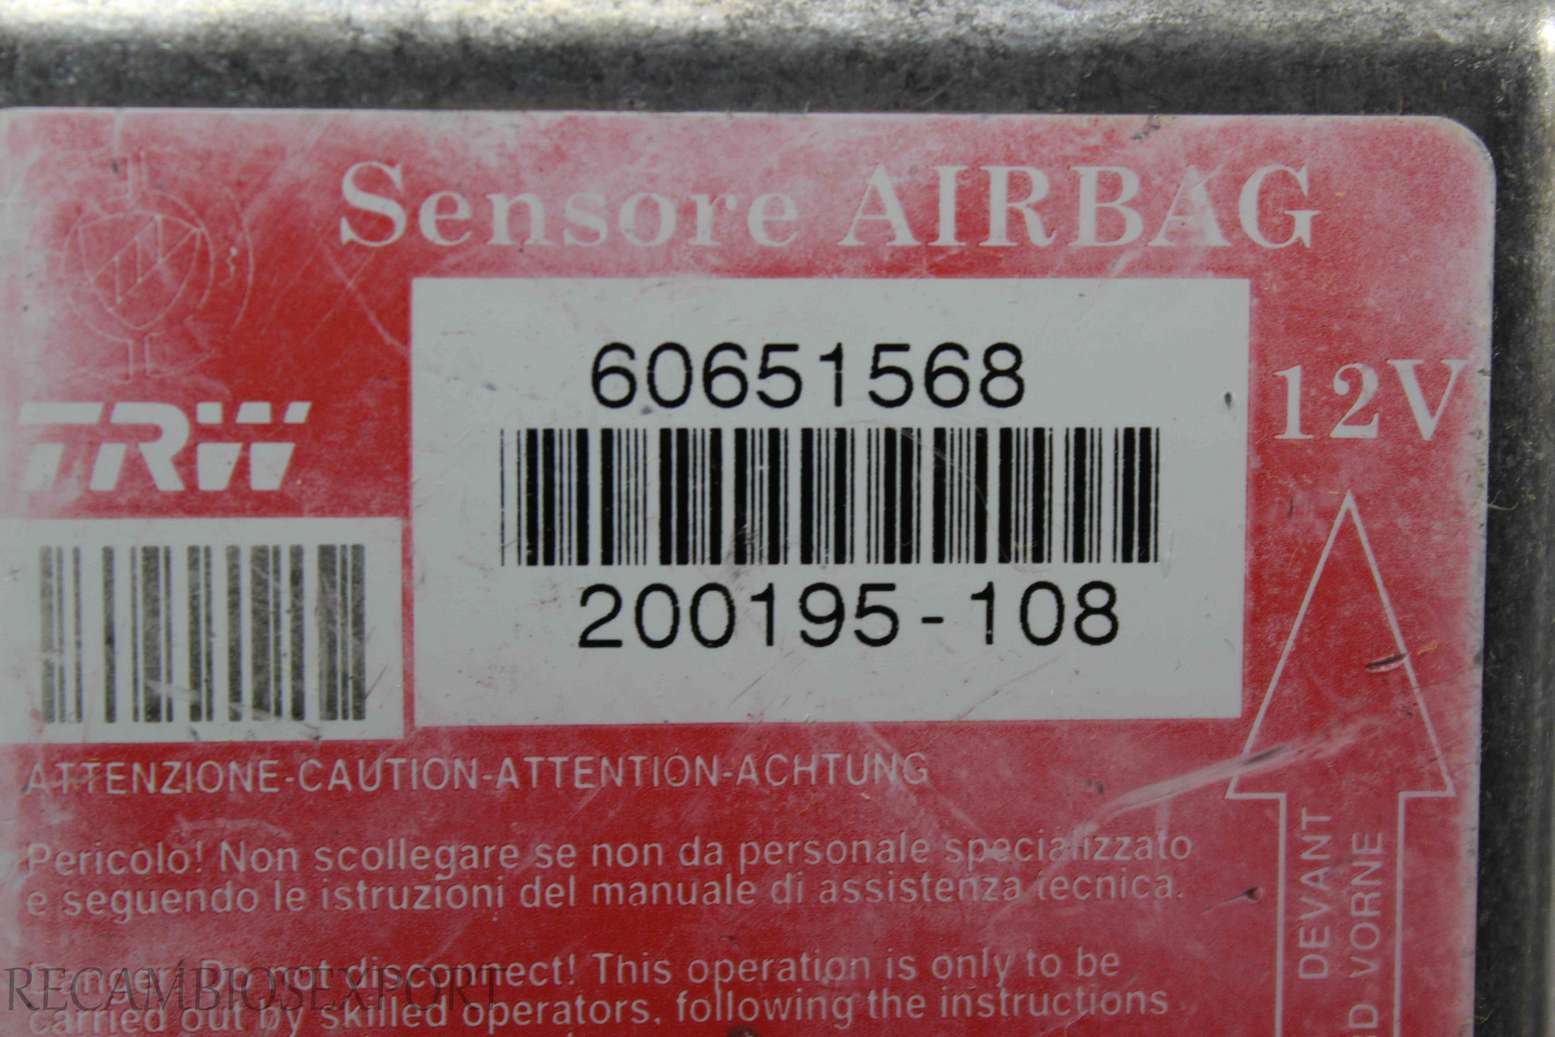 Sensore AIRBAG
60651568
12V
TRW
200195-108
ATTENZIONE-CAUTION-ATTENTION-ACHTUNG
Pericolo! Non scollegare se non da personale specializzato
e seguendo le istruzioni del manuale di assistenza tecnica.
Danger! Do not disconnect! This operation is only to be
carried out by skilled operators, following the instructions
DEVANT
VORNE
RECAMBIOSEXPORT